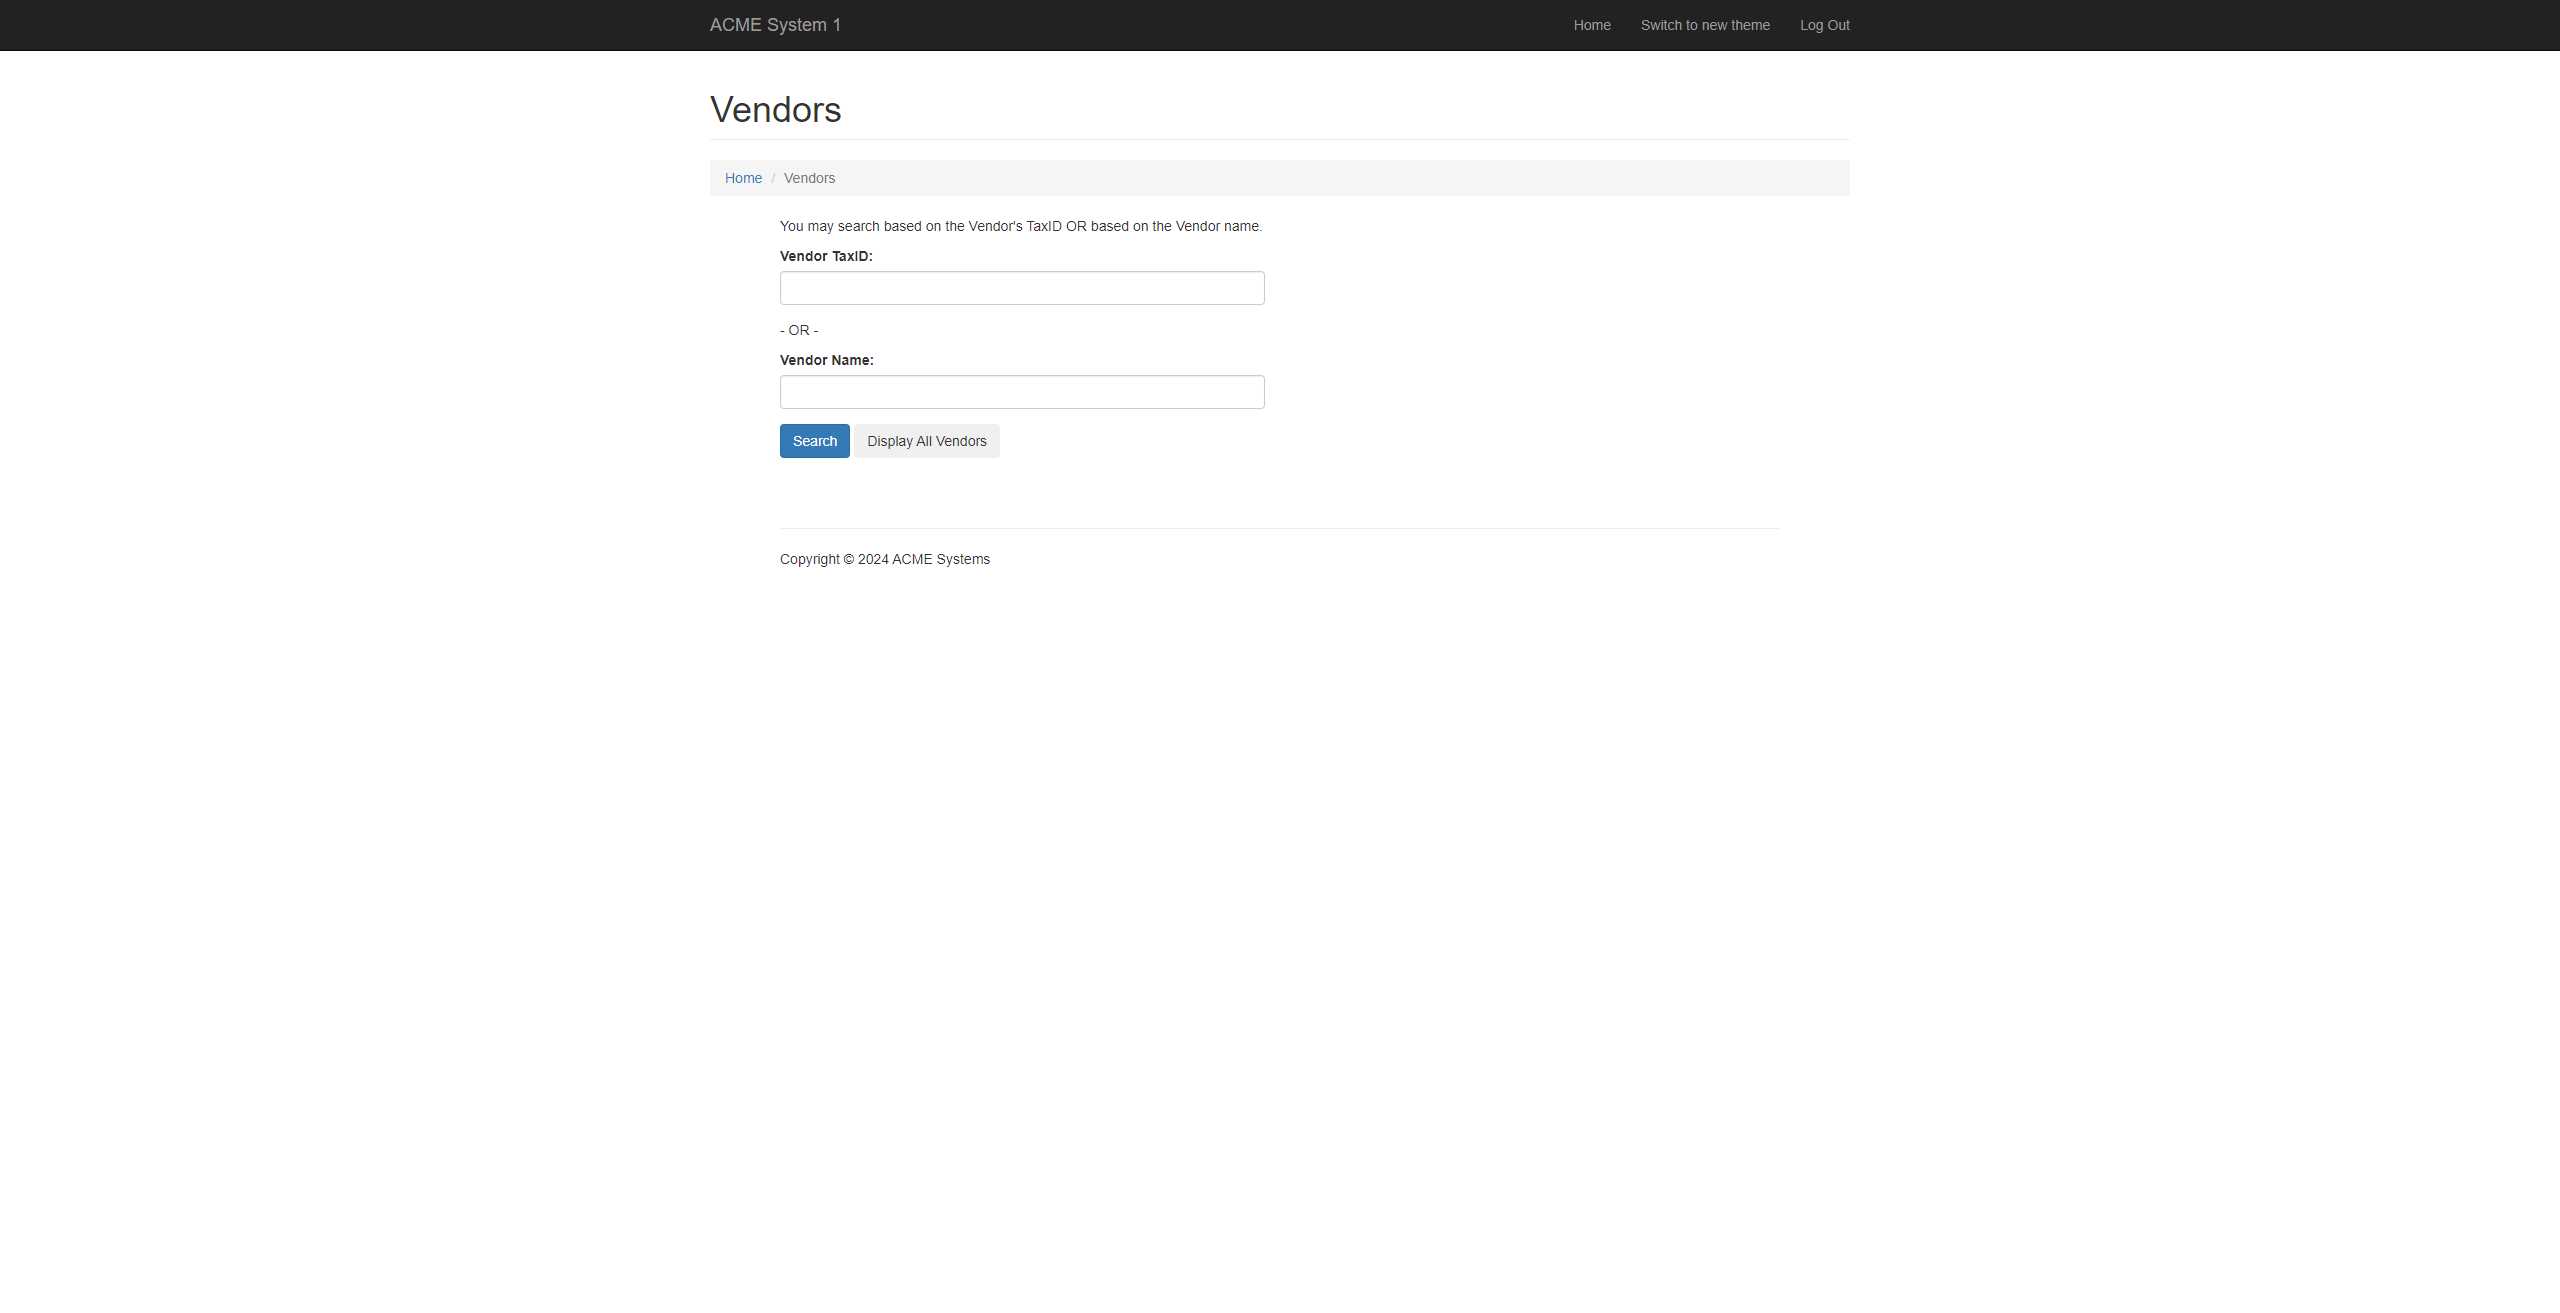 ACME System 1 Home Switch to new theme Log Out
Vendors
Home / Vendors
You may search based on the Vendor's TaxID OR based on the Vendor name.
Vendor TaxID:
- OR -
Vendor Name:
Search Display All Vendors
Copyright © 2024 ACME Systems